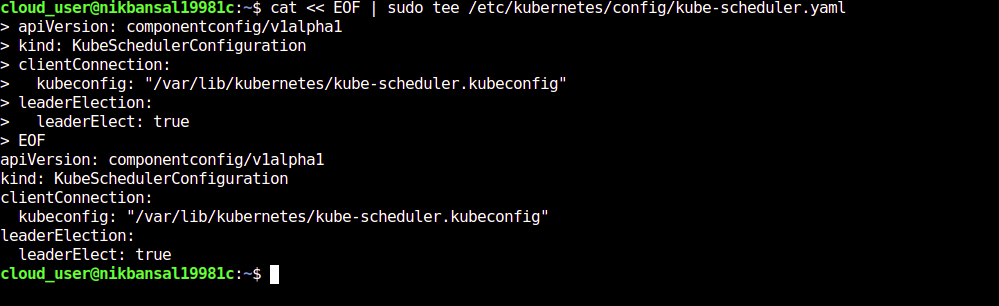 cloud_user@nikbansal19981c:~$ cat << EOF | sudo tee /etc/kubernetes/config/kube-scheduler.yaml
> apiVersion: componentconfig/v1alpha1
> kind: KubeSchedulerConfiguration
> clientConnection:
>   kubeconfig: "/var/lib/kubernetes/kube-scheduler.kubeconfig"
> leaderElection:
>   leaderElect: true
> EOF
apiVersion: componentconfig/v1alpha1
kind: KubeSchedulerConfiguration
clientConnection:
  kubeconfig: "/var/lib/kubernetes/kube-scheduler.kubeconfig"
leaderElection:
  leaderElect: true
cloud_user@nikbansal19981c:~$